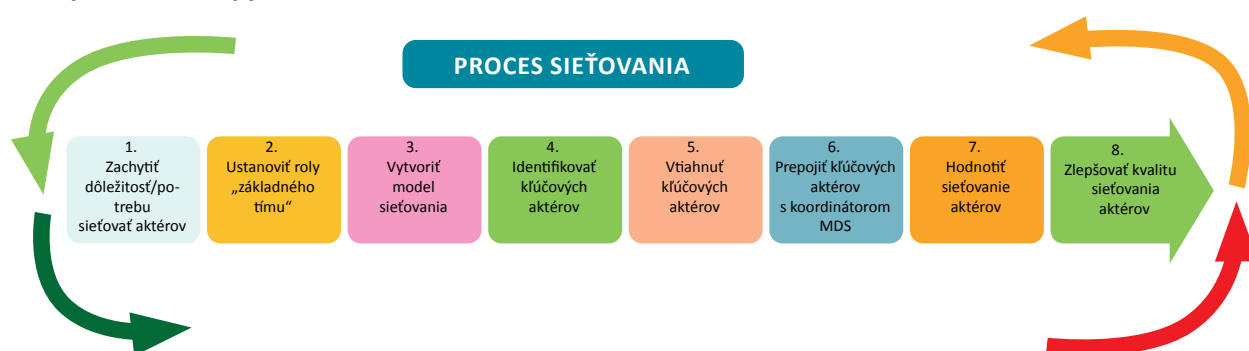 PROCES SIEŤOVANIA
1.
Zachytiť
dôležitosť/po-
trebu
sieťovať aktérov
2.
Ustanoviť roly
„základného
tímu“
3.
Vytvoriť
model
sieťovania
4.
Identifikovať
kľúčových
aktérov
5.
Vtiahnuť
kľúčových
aktérov
6.
Prepojiť kľúčových
aktérov
s koordinátorom
MDS
7.
Hodnotiť
sieťovanie
aktérov
8.
Zlepšovať kvalitu
sieťovania
aktérov